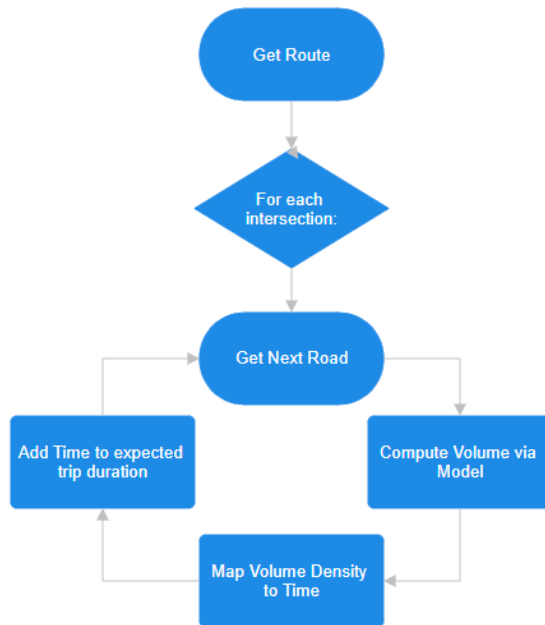 Get Route
For each
intersection:
Get Next Road
Add Time to expected
trip duration
Compute Volume via
Model
Map Volume Density
to Time